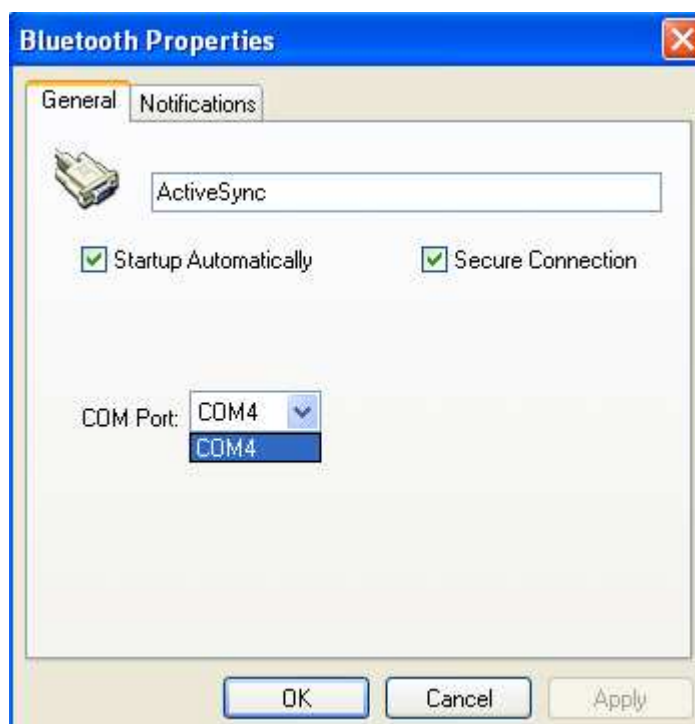 Bluetooth Properties
General Notifications
ActiveSync
Startup Automatically Secure Connection
COM Port: COM4
COM4
OK Cancel Apply